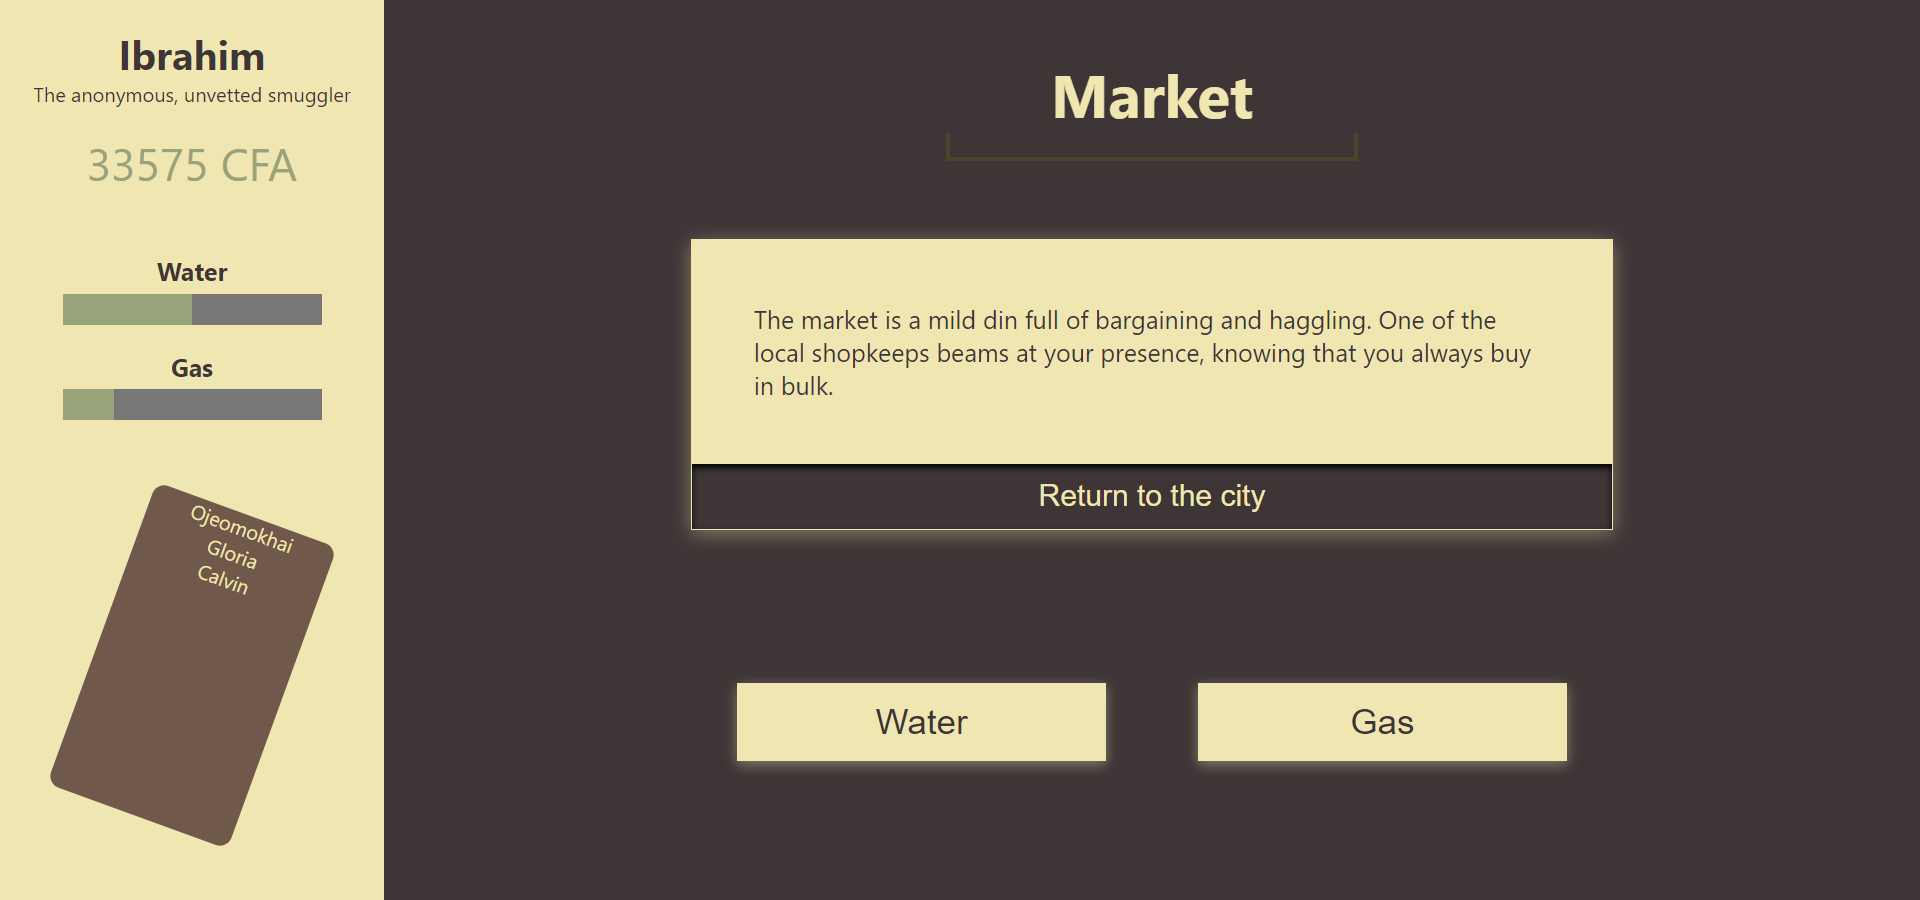 Ibrahim
The anonymous, unvetted smuggler
33575 CFA
Water
Gas
Ojeomokhai
Gloria
Calvin
Market
The market is a mild din full of bargaining and haggling. One of the
local shopkeeps beams at your presence, knowing that you always buy
in bulk.
Return to the city
Water
Gas